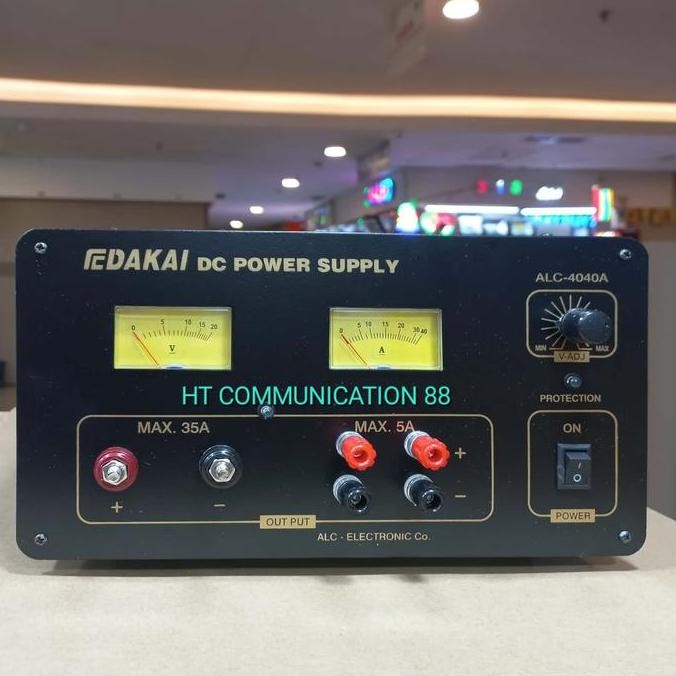 EDAKAI DC POWER SUPPLY
ALC-4040A
0 5 10 15 20
V
0 5 10 20 30 40
A
MIN MAX
V-ADJ
HT COMMUNICATION 88
PROTECTION
MAX. 35A
MAX. 5A
ON
+ −
+
−
OUT PUT
POWER
ALC - ELECTRONIC Co.